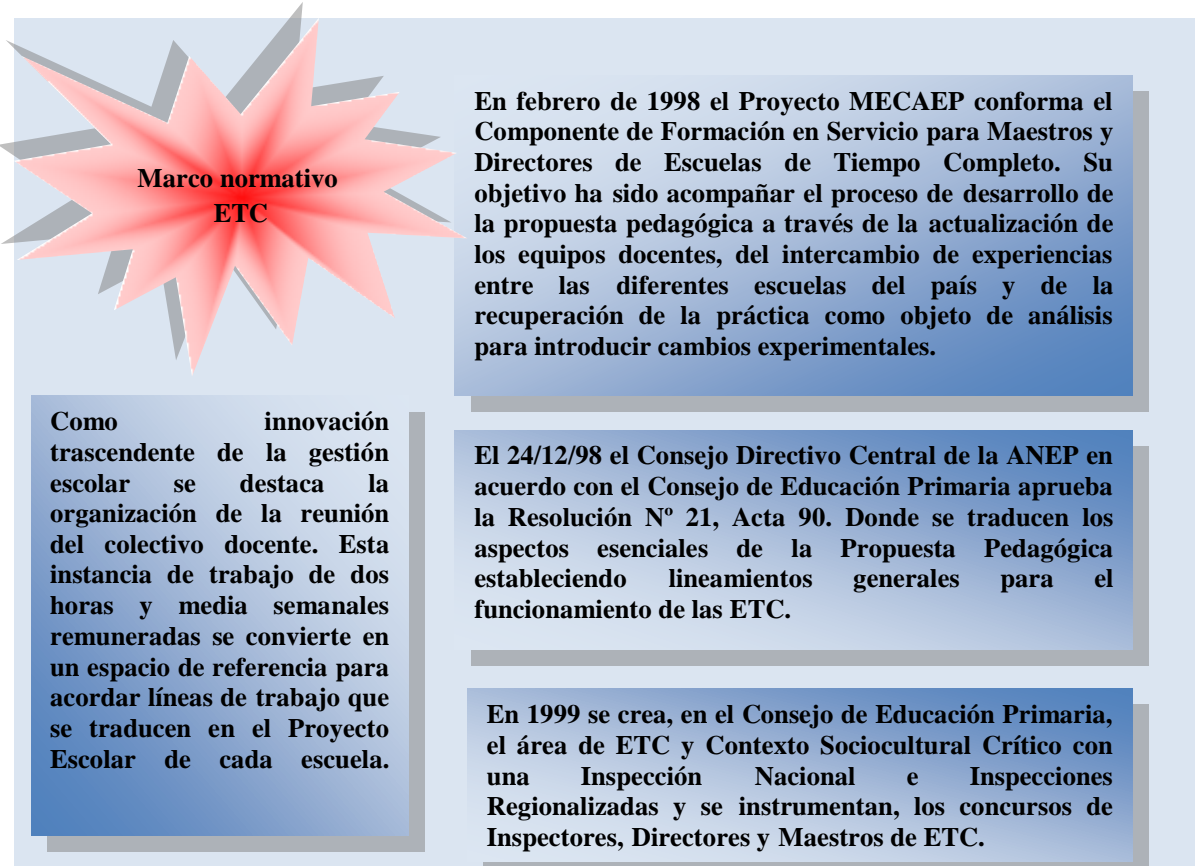 Marco normativo
ETC
En febrero de 1998 el Proyecto MECAEP conforma el
Componente de Formación en Servicio para Maestros y
Directores de Escuelas de Tiempo Completo. Su
objetivo ha sido acompañar el proceso de desarrollo de
la propuesta pedagógica a través de la actualización de
los equipos docentes, del intercambio de experiencias
entre las diferentes escuelas del país y de la
recuperación de la práctica como objeto de análisis
para introducir cambios experimentales.
Como innovación
trascendente de la gestión
escolar se destaca la
organización de la reunión
del colectivo docente. Esta
instancia de trabajo de dos
horas y media semanales
remuneradas se convierte en
un espacio de referencia para
acordar líneas de trabajo que
se traducen en el Proyecto
Escolar de cada escuela.
El 24/12/98 el Consejo Directivo Central de la ANEP en
acuerdo con el Consejo de Educación Primaria aprueba
la Resolución Nº 21, Acta 90. Donde se traducen los
aspectos esenciales de la Propuesta Pedagógica
estableciendo lineamientos generales para el
funcionamiento de las ETC.
En 1999 se crea, en el Consejo de Educación Primaria,
el área de ETC y Contexto Sociocultural Crítico con
una Inspección Nacional e Inspecciones
Regionalizadas y se instrumentan, los concursos de
Inspectores, Directores y Maestros de ETC.